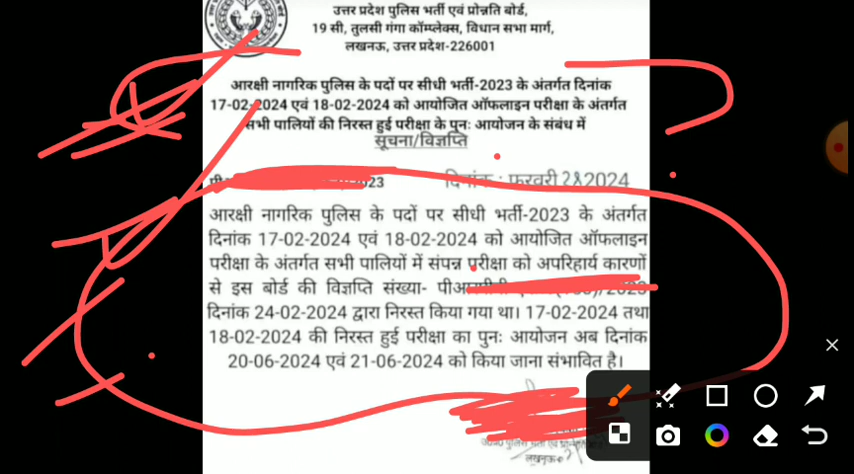 उत्तर प्रदेश पुलिस भर्ती एवं प्रोन्नति बोर्ड,
19 सी, तुलसी गंगा कॉम्प्लेक्स, विधान सभा मार्ग,
लखनऊ, उत्तर प्रदेश-226001
आरक्षी नागरिक पुलिस के पदों पर सीधी भर्ती-2023 के अंतर्गत दिनांक
17-02-2024 एवं 18-02-2024 को आयोजित ऑफलाइन परीक्षा के अंतर्गत
सभी पालियों की निरस्त हुई परीक्षा के पुनः आयोजन के संबंध में
सूचना/विज्ञप्ति
दिनांक : फरवरी 28 2024
आरक्षी नागरिक पुलिस के पदों पर सीधी भर्ती-2023 के अंतर्गत
दिनांक 17-02-2024 एवं 18-02-2024 को आयोजित ऑफलाइन
परीक्षा के अंतर्गत सभी पालियों में संपन्न परीक्षा को अपरिहार्य कारणों
से इस बोर्ड की विज्ञप्ति संख्या-
दिनांक 24-02-2024 द्वारा निरस्त किया गया था। 17-02-2024 तथा
18-02-2024 की निरस्त हुई परीक्षा का पुनः आयोजन अब दिनांक
20-06-2024 एवं 21-06-2024 को किया जाना संभावित है।
लखनऊ